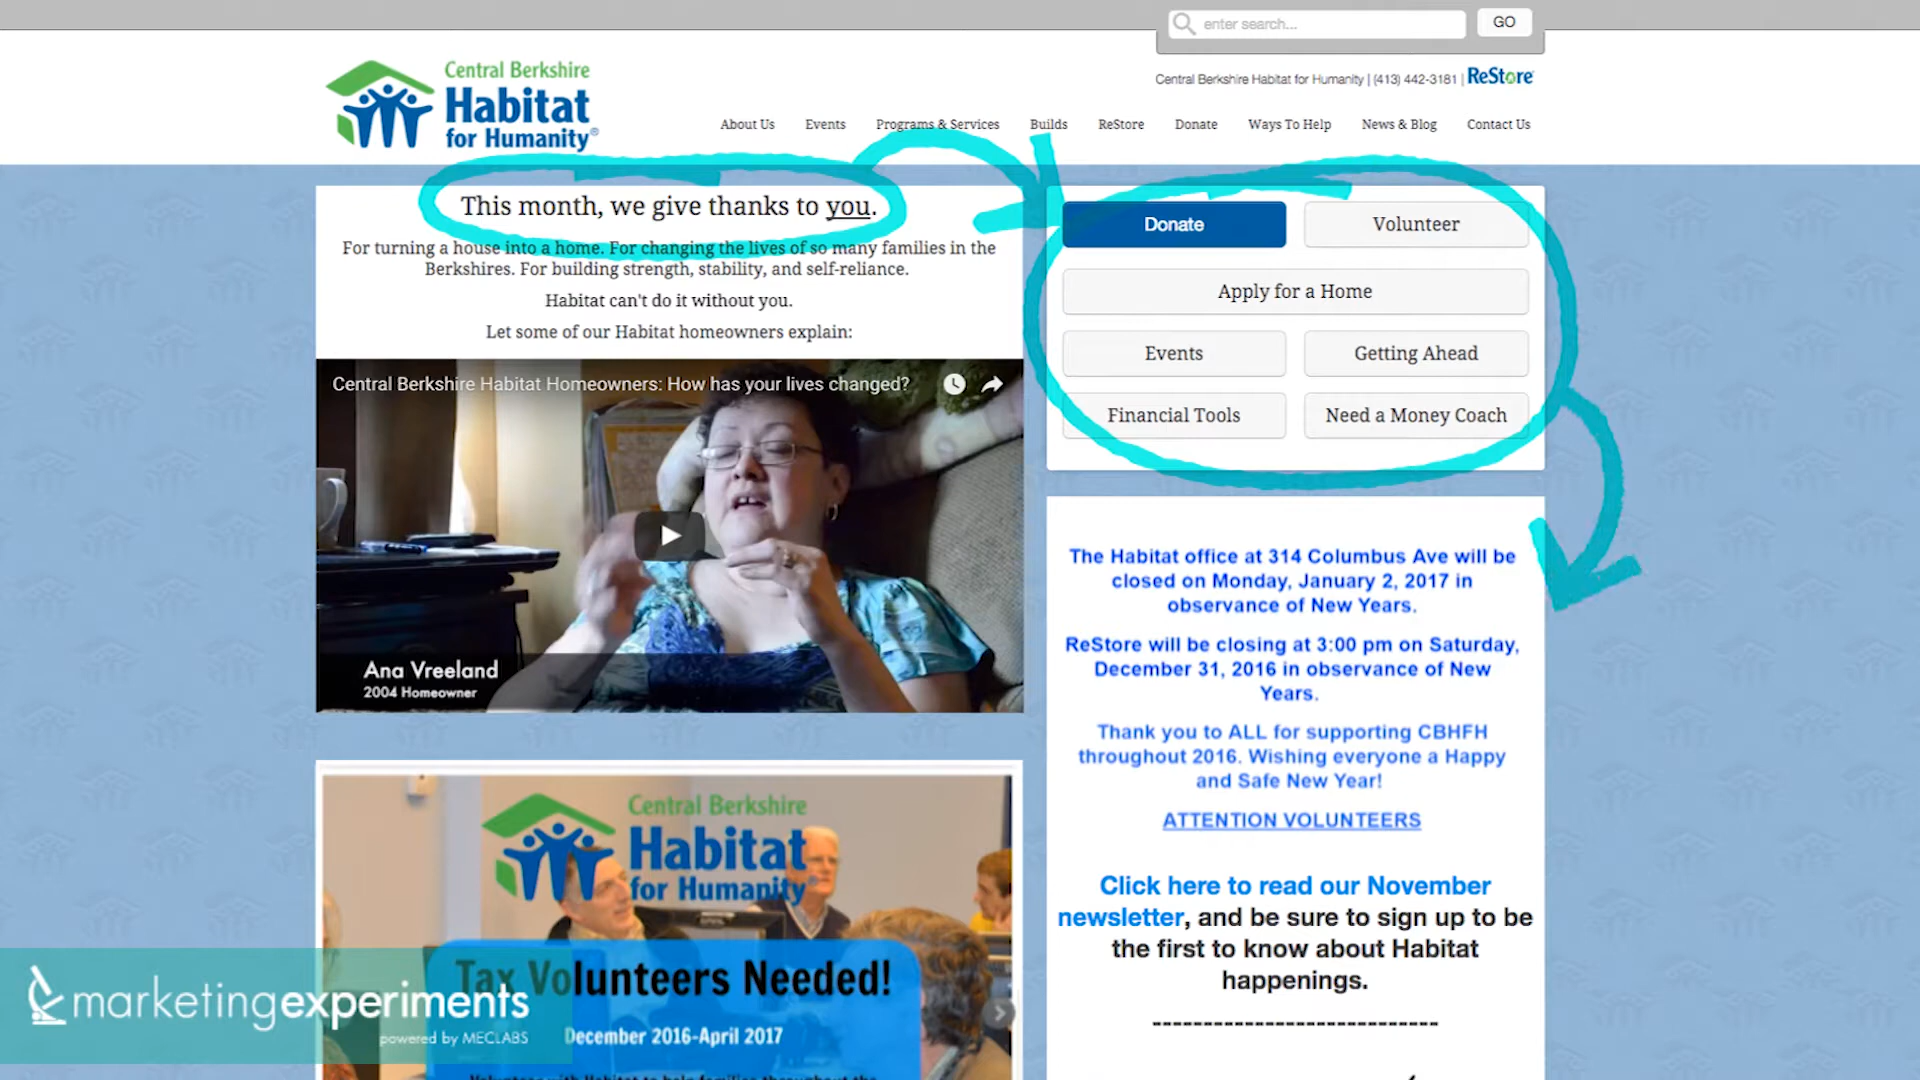 enter search...
GO
Central Berkshire
Habitat
for Humanity®
Central Berkshire Habitat for Humanity | (413) 442-3181 | ReStore
About Us
Events
Programs & Services
Builds
ReStore
Donate
Ways To Help
News & Blog
Contact Us
This month, we give thanks to you.
For turning a house into a home. For changing the lives of so many families in the
Berkshires. For building strength, stability, and self-reliance.
Habitat can't do it without you.
Let some of our Habitat homeowners explain:
Central Berkshire Habitat Homeowners: How has your lives changed?
Ana Vreeland
2004 Homeowner
Donate
Volunteer
Apply for a Home
Events
Getting Ahead
Financial Tools
Need a Money Coach
The Habitat office at 314 Columbus Ave will be
closed on Monday, January 2, 2017 in
observance of New Years.
ReStore will be closing at 3:00 pm on Saturday,
December 31, 2016 in observance of New
Years.
Thank you to ALL for supporting CBHFH
throughout 2016. Wishing everyone a Happy
and Safe New Year!
ATTENTION VOLUNTEERS
Click here to read our November
newsletter, and be sure to sign up to be
the first to know about Habitat
happenings.
----------------------------
Central Berkshire
Habitat
for Humanity®
Tax Volunteers Needed!
December 2016-April 2017
Volunteer with Habitat to help families throughout the
marketingexperiments
powered by MECLABS